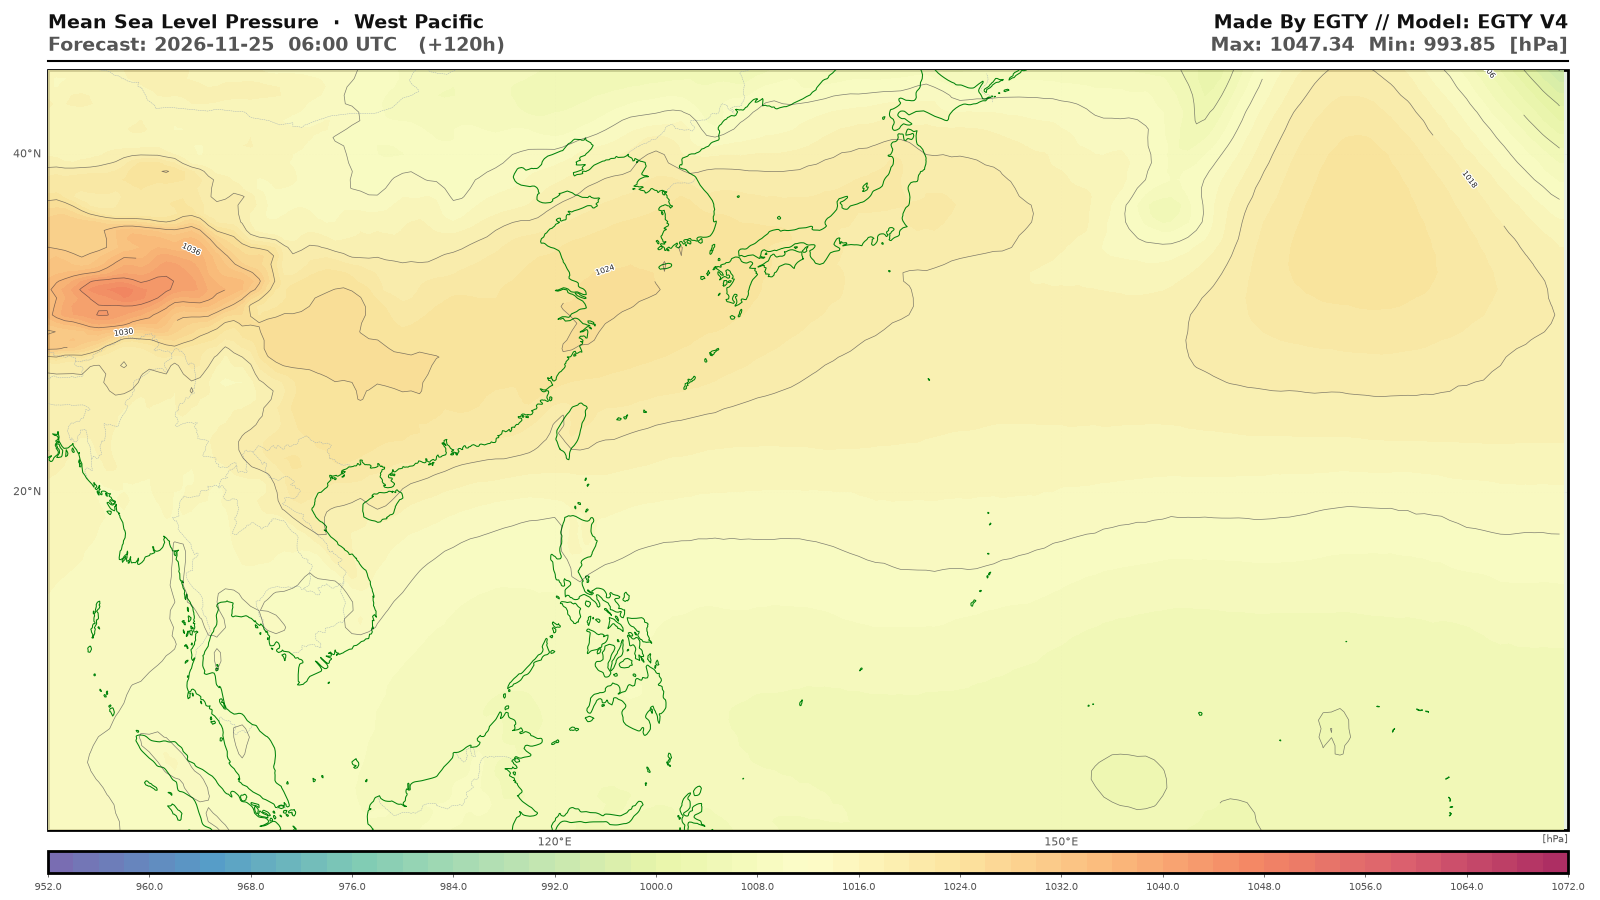 Mean Sea Level Pressure · West Pacific
Made By EGTY // Model: EGTY V4
Forecast: 2026-11-25 06:00 UTC (+120h)
Max: 1047.34 Min: 993.85 [hPa]
40°N
20°N
1036
1030
1024
1018
120°E
150°E
[hPa]
952.0 960.0 968.0 976.0 984.0 992.0 1000.0 1008.0 1016.0 1024.0 1032.0 1040.0 1048.0 1056.0 1064.0 1072.0